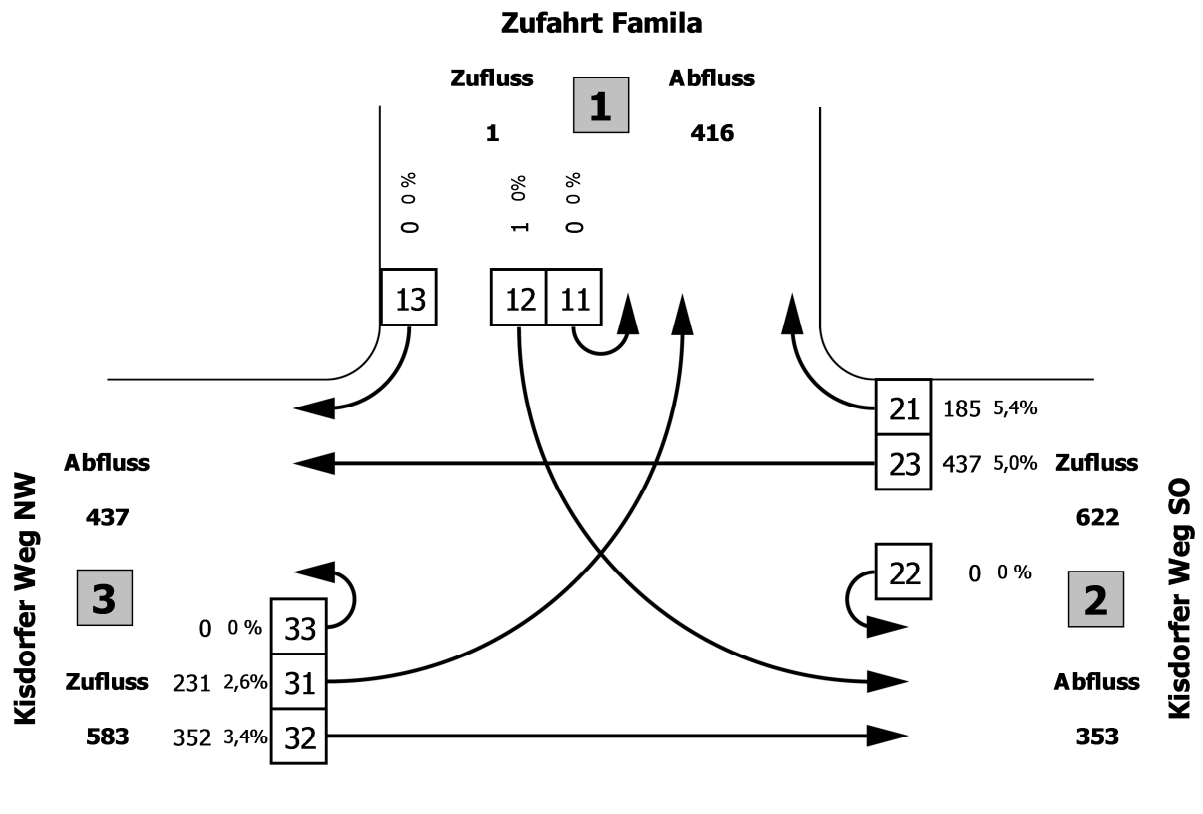 Zufahrt Famila
Zufluss
1
Abfluss
1
416
0 0 %
1 0%
0 0 %
13
12
11
21
185 5,4%
Abfluss
23
437 5,0%
Zufluss
437
622
Kisdorfer Weg NW
Kisdorfer Weg SO
3
22
0 0 %
2
0 0 %
33
Zufluss
231 2,6%
31
Abfluss
583
352 3,4%
32
353